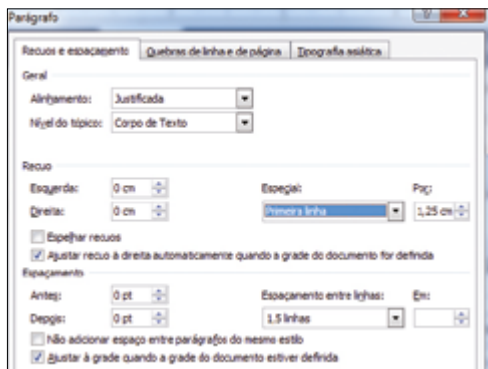 Parágrafo
Recuos e espaçamento Quebras de linha e de página Tipografia asiática
Geral
Alinhamento: Justificada
Nível do tópico: Corpo de Texto
Recuo
Esquerda: 0 cm Especial: Por:
Direita: 0 cm Primeira linha 1,25 cm
Espelhar recuos
Ajustar recuo à direita automaticamente quando a grade do documento for definida
Espaçamento
Antes: 0 pt Espaçamento entre linhas: Em:
Depois: 0 pt 1,5 linhas
Não adicionar espaço entre parágrafos do mesmo estilo
Ajustar à grade quando a grade do documento estiver definida